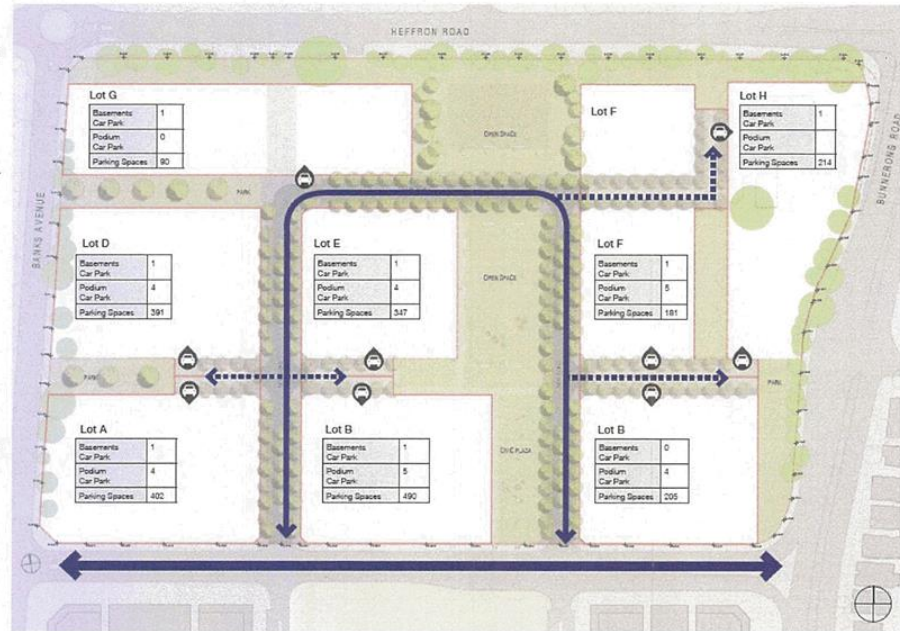 HEFFRON ROAD
Lot G
Basements Car Park 1
Podium Car Park 0
Parking Spaces 90
OPEN SPACE
Lot F
Lot H
Basements Car Park 1
Podium Car Park
Parking Spaces 214
BANKS AVENUE
PARK
BUNNERONG ROAD
Lot D
Basements Car Park 1
Podium Car Park 4
Parking Spaces 391
Lot E
Basements Car Park 1
Podium Car Park 4
Parking Spaces 347
OPEN SPACE
Lot F
Basements Car Park 1
Podium Car Park 5
Parking Spaces 181
PARK
PARK
Lot A
Basements Car Park 1
Podium Car Park 4
Parking Spaces 402
Lot B
Basements Car Park 1
Podium Car Park 5
Parking Spaces 490
CIVIC PLAZA
Lot B
Basements Car Park 0
Podium Car Park 4
Parking Spaces 205